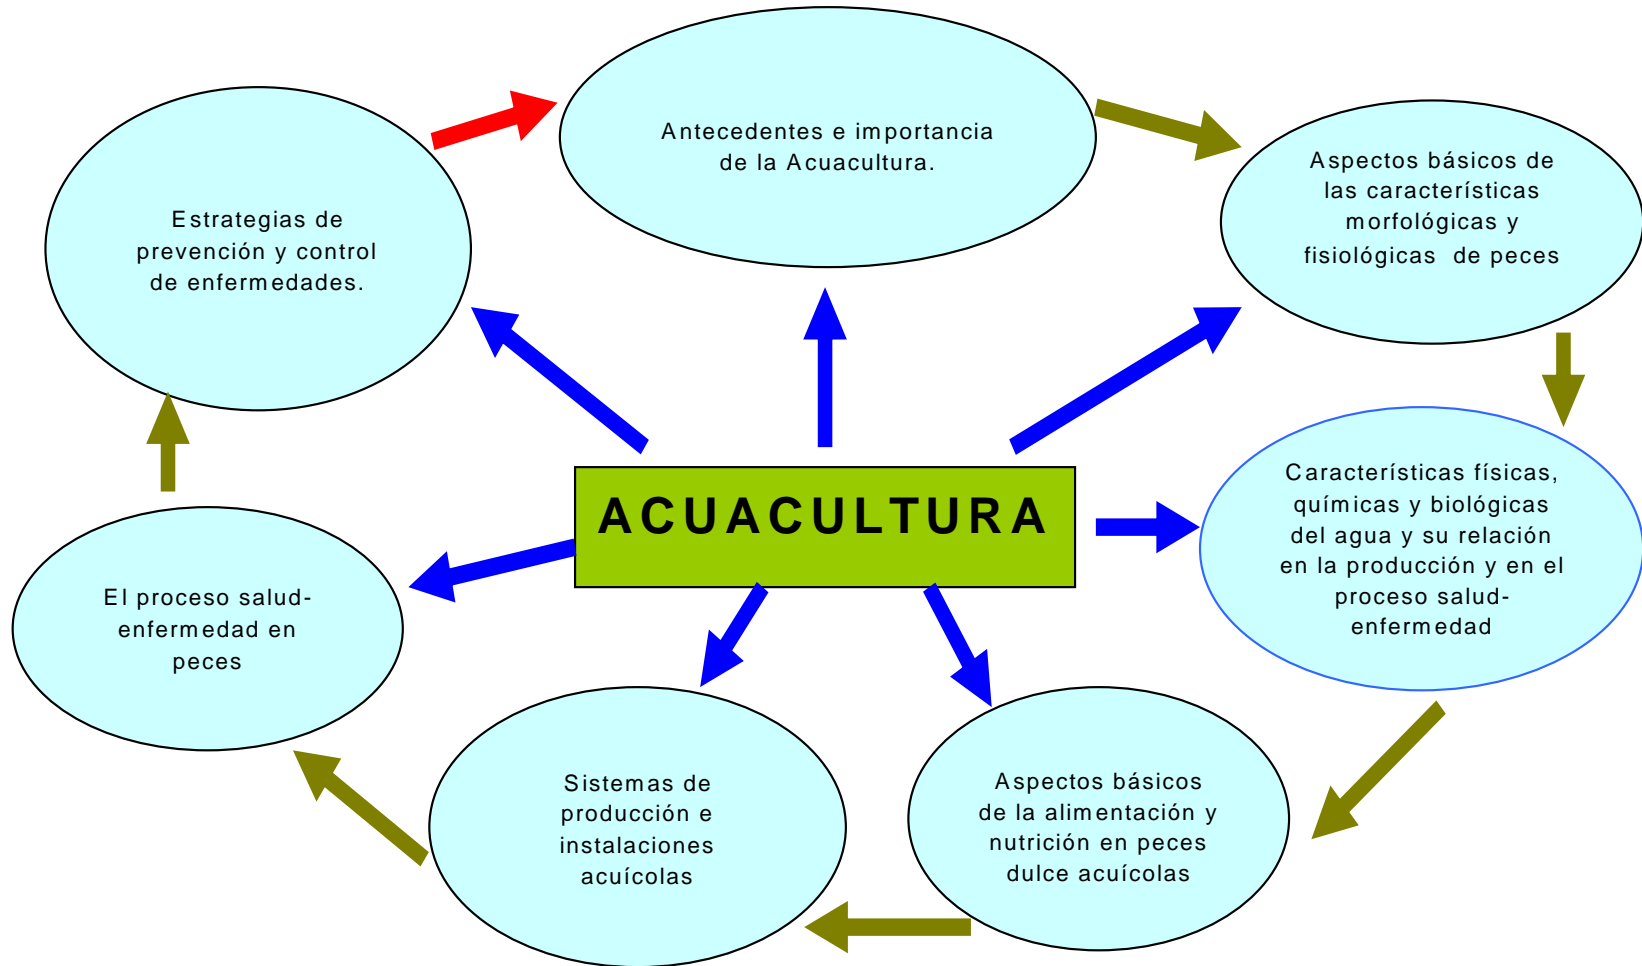 Antecedentes e importancia
de la Acuacultura.
Aspectos básicos de
las características
morfológicas y
fisiológicas de peces
Características físicas,
químicas y biológicas
del agua y su relación
en la producción y en el
proceso salud-
enfermedad
Aspectos básicos
de la alimentación y
nutrición en peces
dulce acuícolas
Sistemas de
producción e
instalaciones
acuícolas
El proceso salud-
enfermedad en
peces
Estrategias de
prevención y control
de enfermedades.
ACUACULTURA